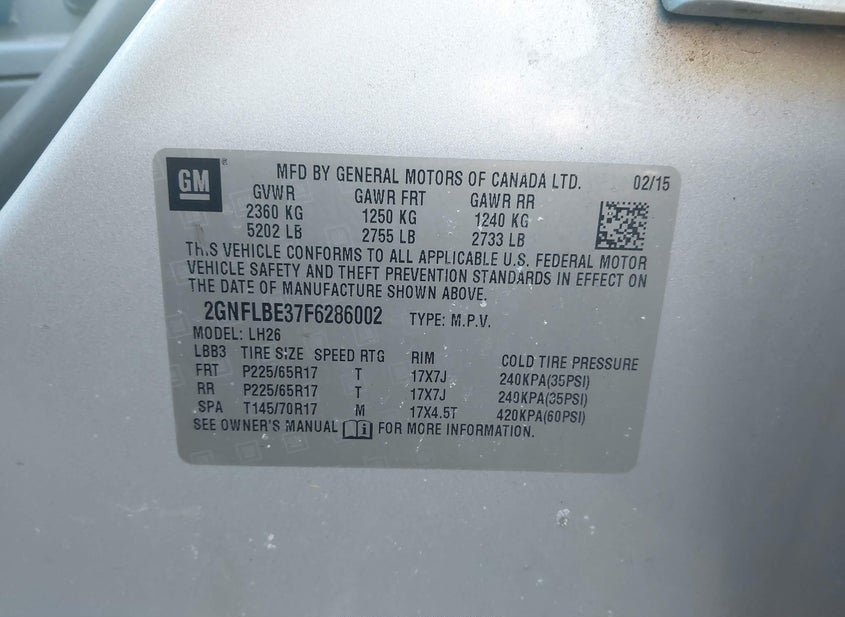 GM ®
MFD BY GENERAL MOTORS OF CANADA LTD. 02/15
GVWR GAWR FRT GAWR RR
2360 KG 1250 KG 1240 KG
5202 LB 2755 LB 2733 LB
THIS VEHICLE CONFORMS TO ALL APPLICABLE U.S. FEDERAL MOTOR
VEHICLE SAFETY AND THEFT PREVENTION STANDARDS IN EFFECT ON
THE DATE OF MANUFACTURE SHOWN ABOVE.
2GNFLBE37F6286002 TYPE: M.P.V.
MODEL: LH26
LBB3 TIRE SIZE SPEED RTG RIM COLD TIRE PRESSURE
FRT P225/65R17 T 17X7J 240KPA(35PSI)
RR P225/65R17 T 17X7J 240KPA(35PSI)
SPA T145/70R17 M 17X4.5T 420KPA(60PSI)
SEE OWNER'S MANUAL i FOR MORE INFORMATION.